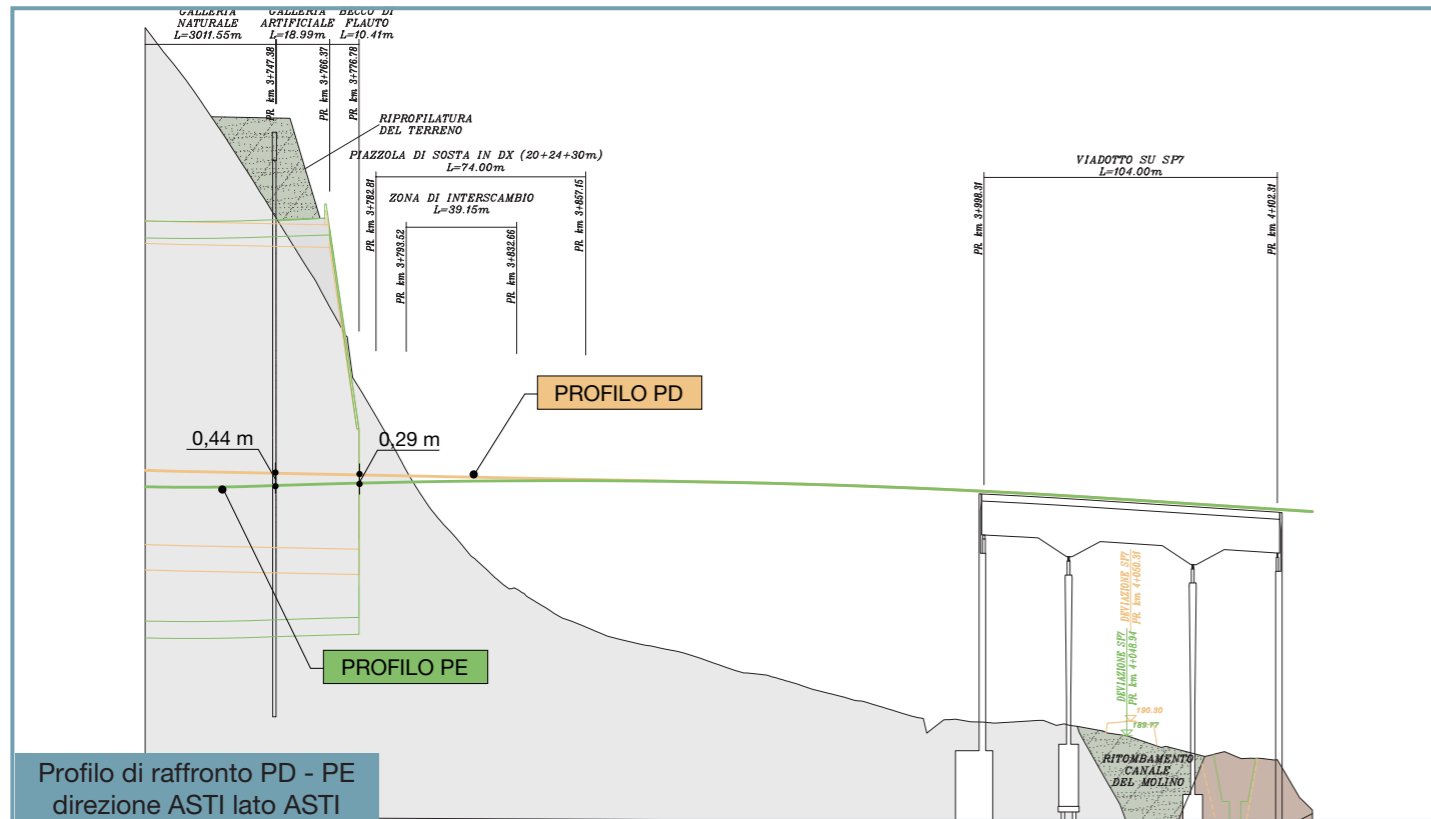 GALLERIA NATURALE L=3011.55m
GALLERIA ARTIFICIALE L=18.99m
BECCO DI FLAUTO L=10.41m
PR. km 3+747.38
PR. km 3+766.37
PR. km 3+776.78
RIPROFILATURA
DEL TERRENO
PIAZZOLA DI SOSTA IN DX (20+24+30m)
L=74.00m
PR. km 3+782.81
PR. km 3+857.15
ZONA DI INTERSCAMBIO
L=39.15m
PR. km 3+793.52
PR. km 3+832.66
VIADOTTO SU SP7
L=104.00m
PR. km 3+998.31
PR. km 4+102.31
PROFILO PD
0,44 m
0,29 m
PROFILO PE
DEVIAZIONE SP7
PR. km 4+050.31
DEVIAZIONE SP7
PR. km 4+048.94
189.77
RITOMBAMENTO
CANALE
DEL MOLINO
Profilo di raffronto PD - PE
direzione ASTI lato ASTI